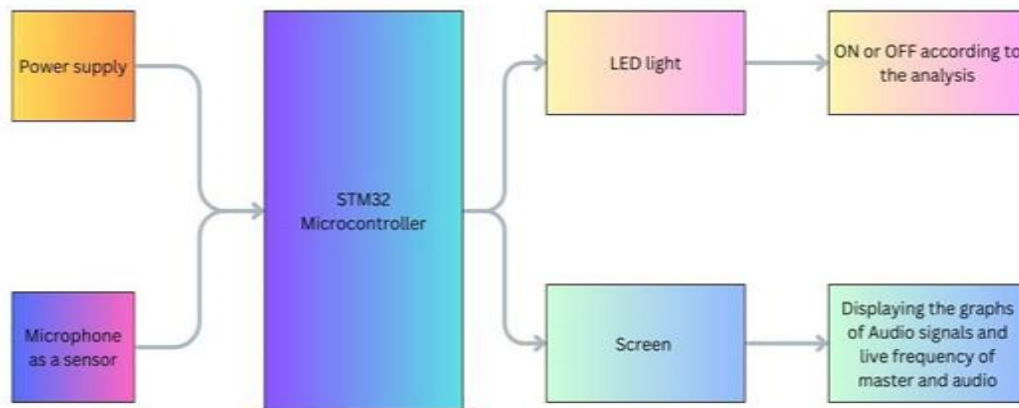 Power supply
Microphone
as a sensor
STM32
Microcontroller
LED light
ON or OFF according to
the analysis
Screen
Displaying the graphs
of Audio signals and
live frequency of
master and audio